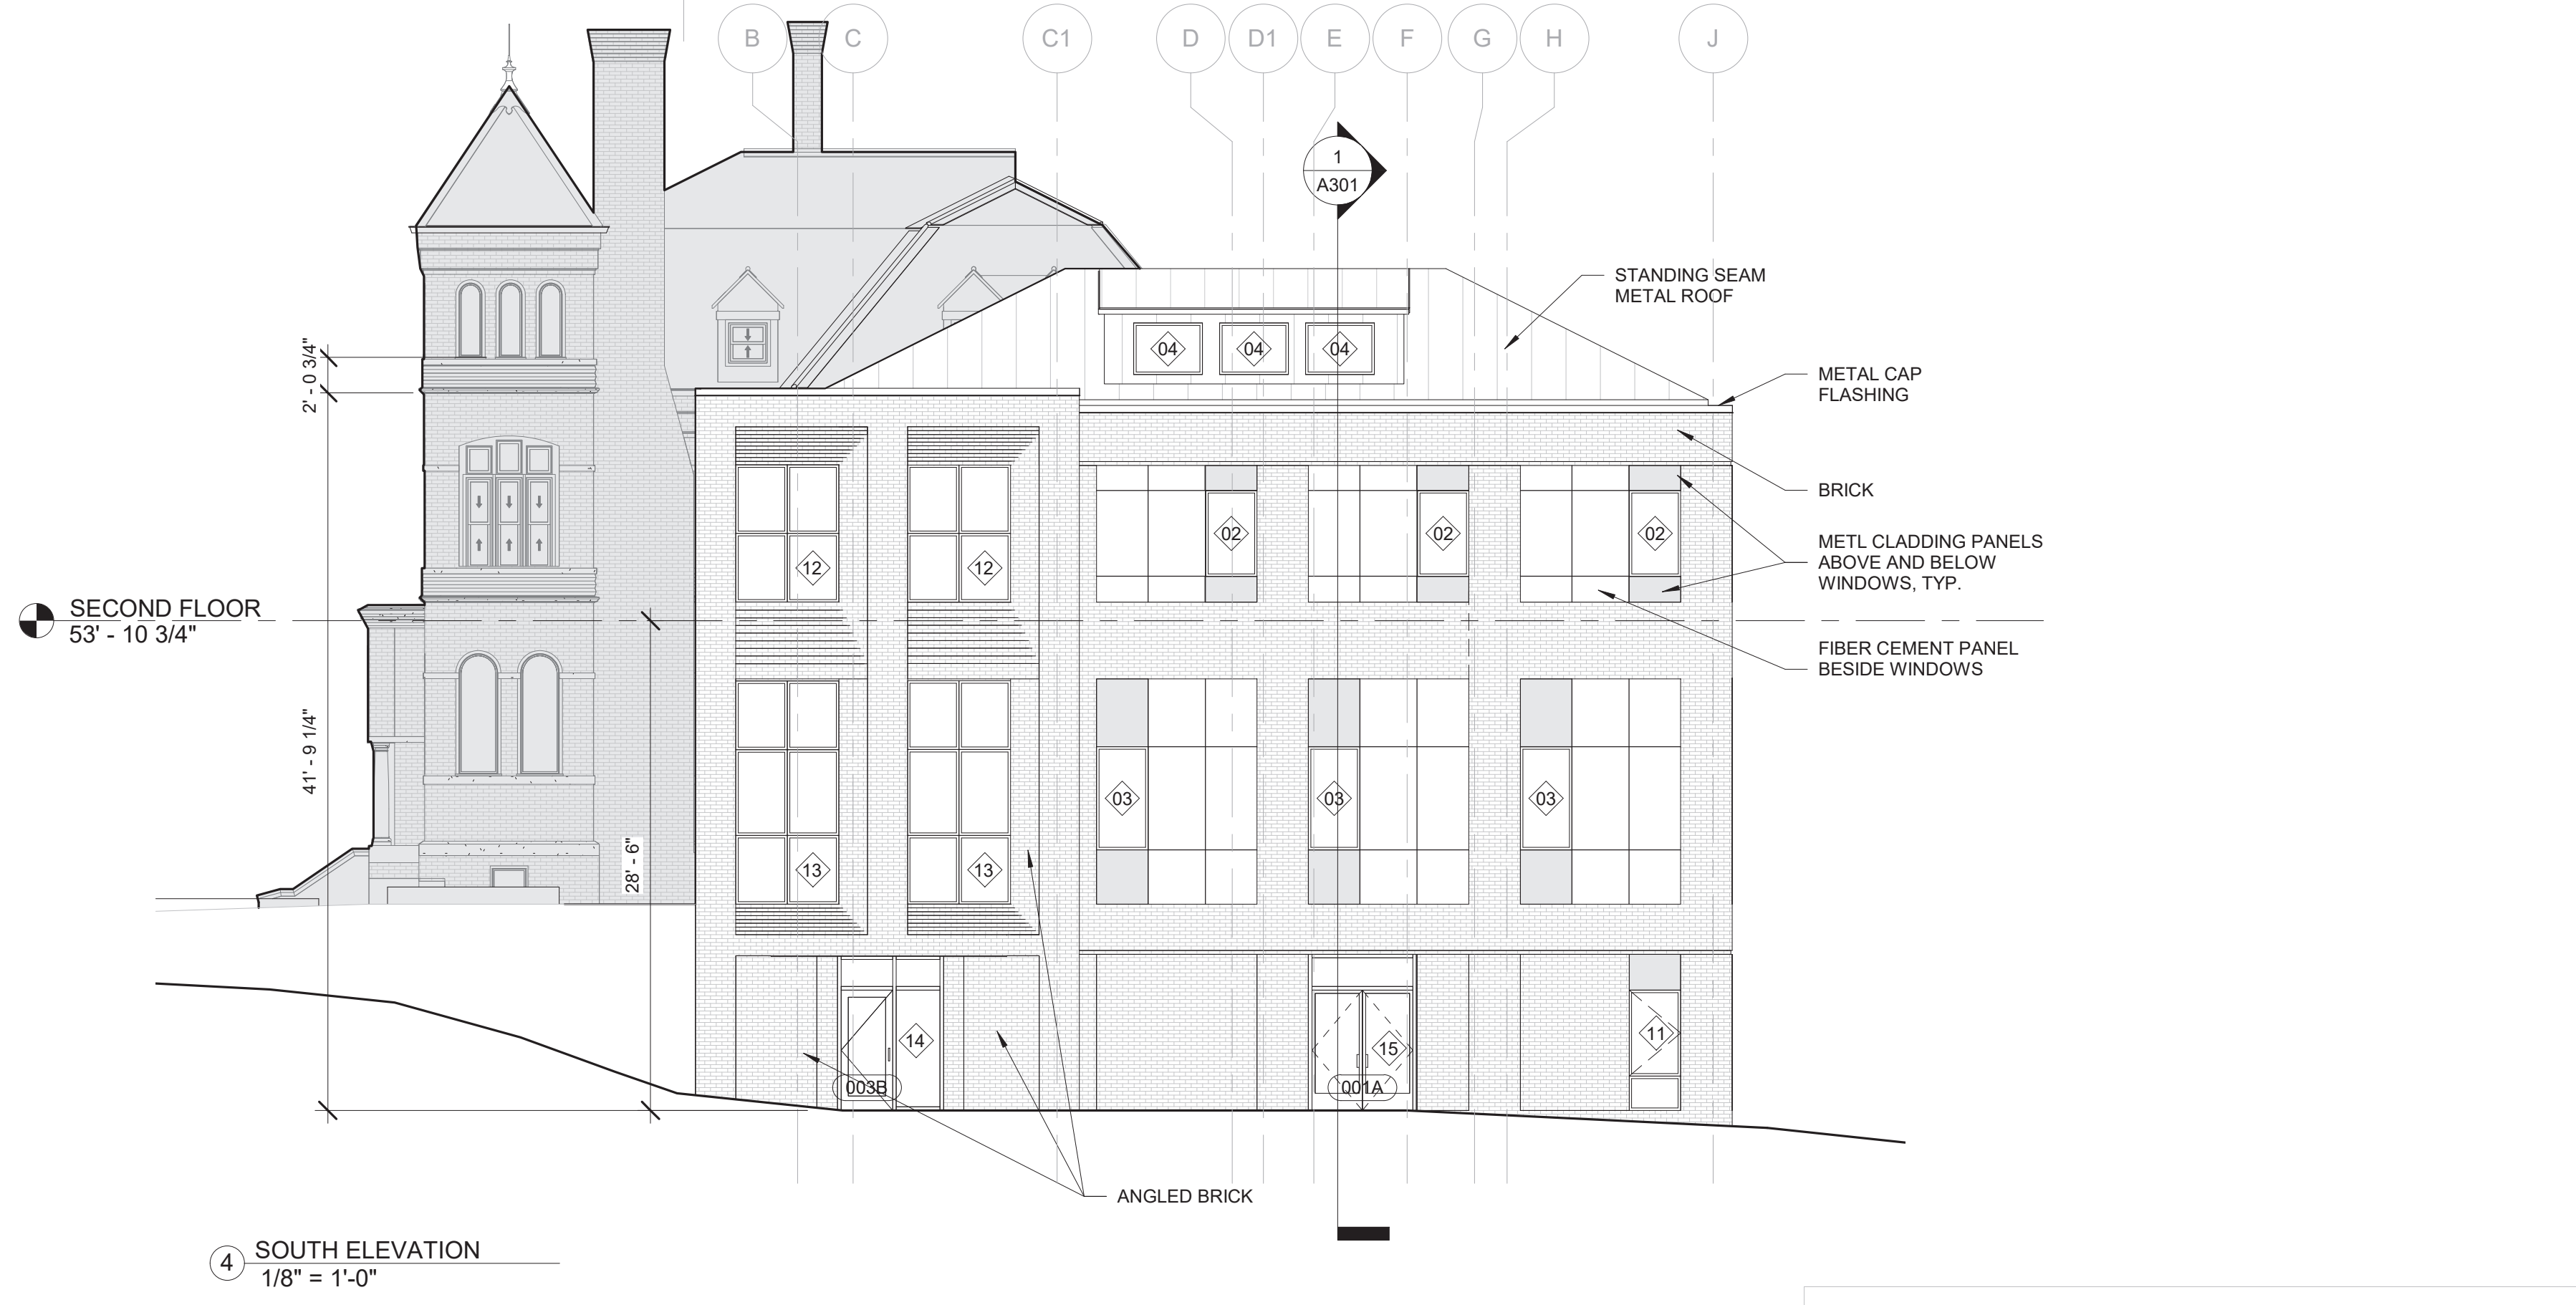 B
C
C1
D
D1
E
F
G
H
J
1
A301
STANDING SEAM
METAL ROOF
04
04
04
2' - 0 3/4"
METAL CAP
FLASHING
BRICK
02
02
02
12
12
METL CLADDING PANELS
ABOVE AND BELOW
WINDOWS, TYP.
SECOND FLOOR
53' - 10 3/4"
FIBER CEMENT PANEL
BESIDE WINDOWS
41' - 9 1/4"
03
03
03
28' - 6"
13
13
14
15
11
003B
001A
ANGLED BRICK
4
SOUTH ELEVATION
1/8" = 1'-0"